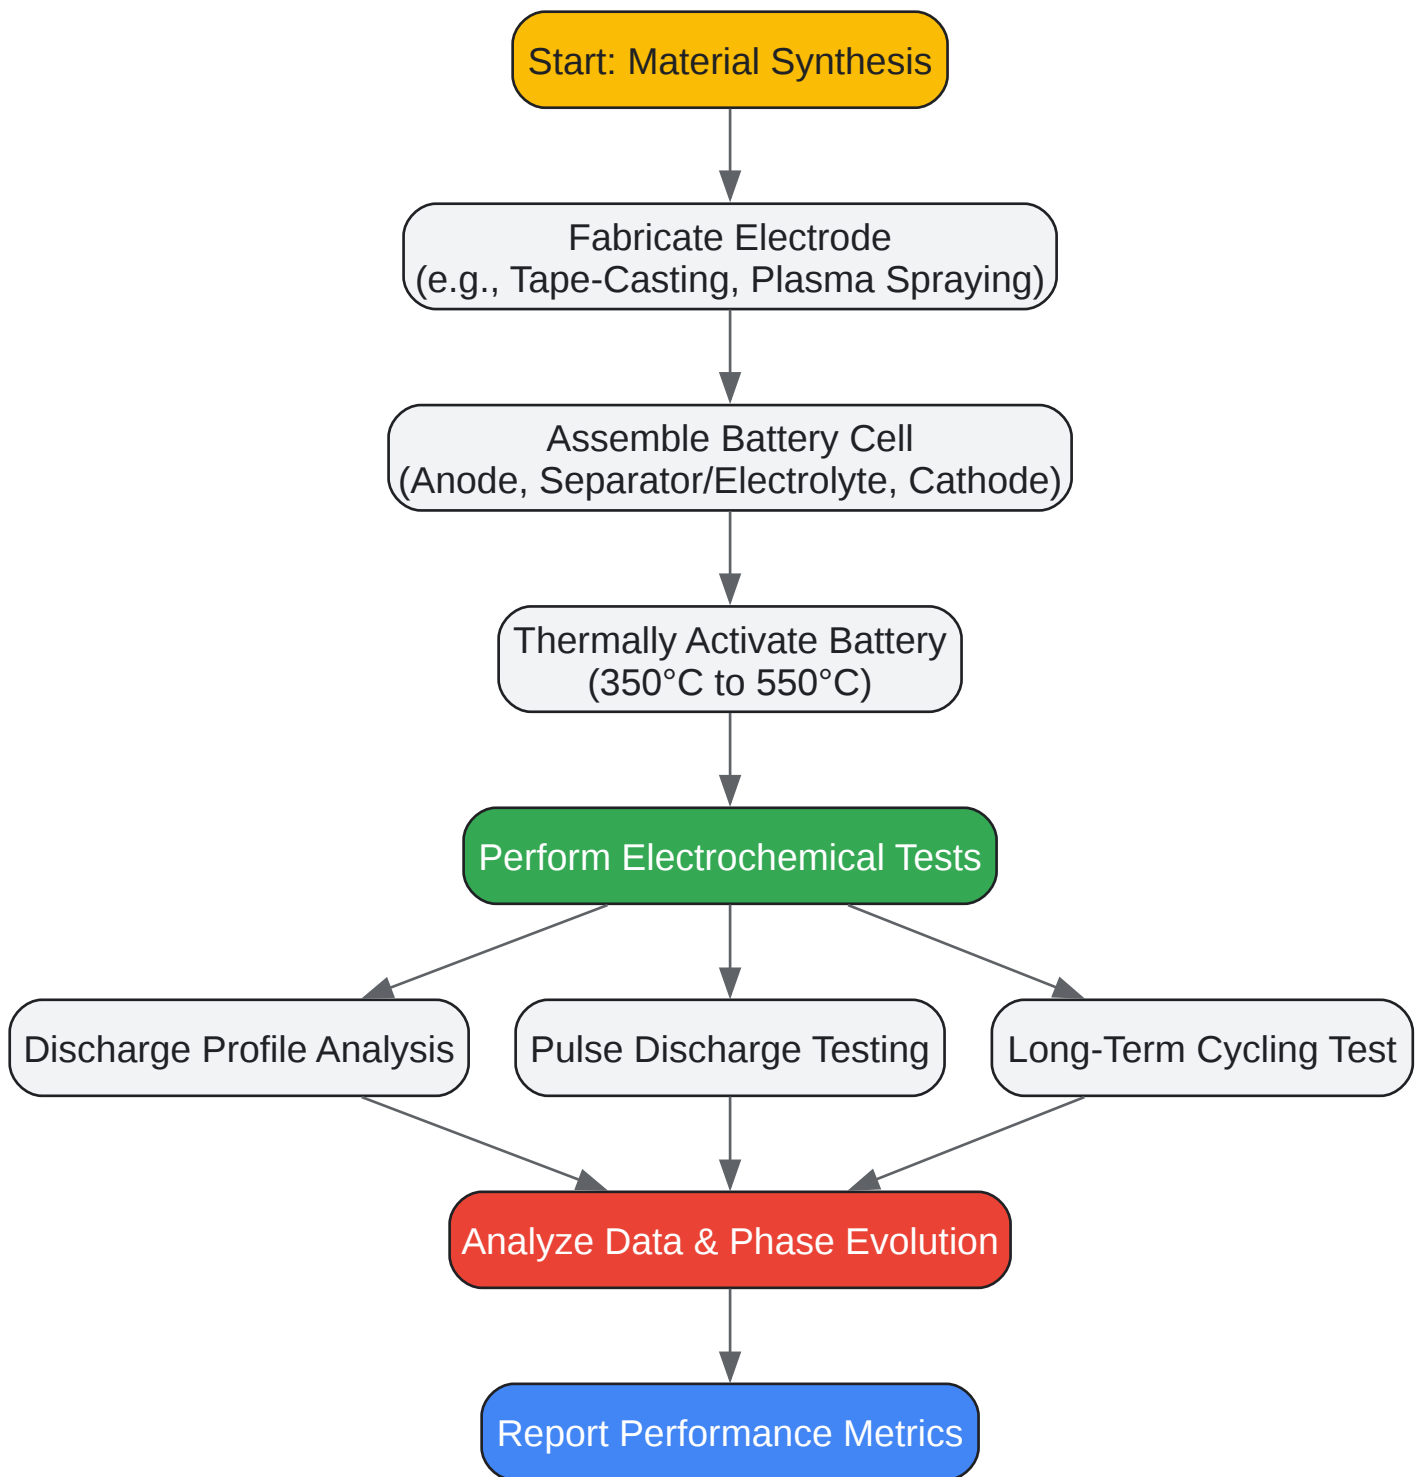 Start: Material Synthesis
Fabricate Electrode
(e.g., Tape-Casting, Plasma Spraying)
Assemble Battery Cell
(Anode, Separator/Electrolyte, Cathode)
Thermally Activate Battery
(350°C to 550°C)
Perform Electrochemical Tests
Discharge Profile Analysis
Pulse Discharge Testing
Long-Term Cycling Test
Analyze Data & Phase Evolution
Report Performance Metrics